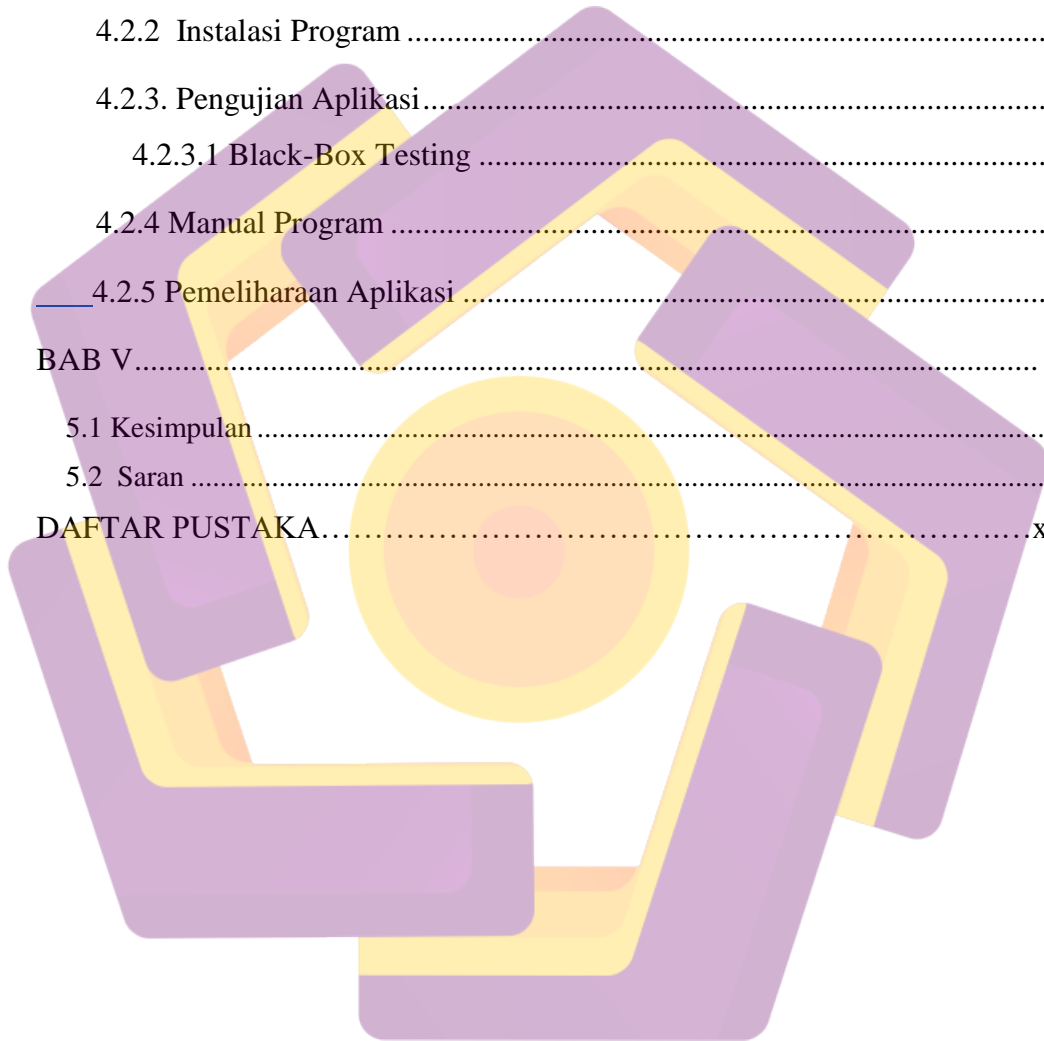 4.2.2  Instalasi Program ..........................................................................
4.2.3. Pengujian Aplikasi..........................................................................
4.2.3.1 Black-Box Testing ..........................................................................
4.2.4 Manual Program ..........................................................................
4.2.5 Pemeliharaan Aplikasi ..........................................................................
BAB V..........................................................................
5.1 Kesimpulan ..........................................................................
5.2  Saran ..........................................................................
DAFTAR PUSTAKA……………………………………………………………….…x